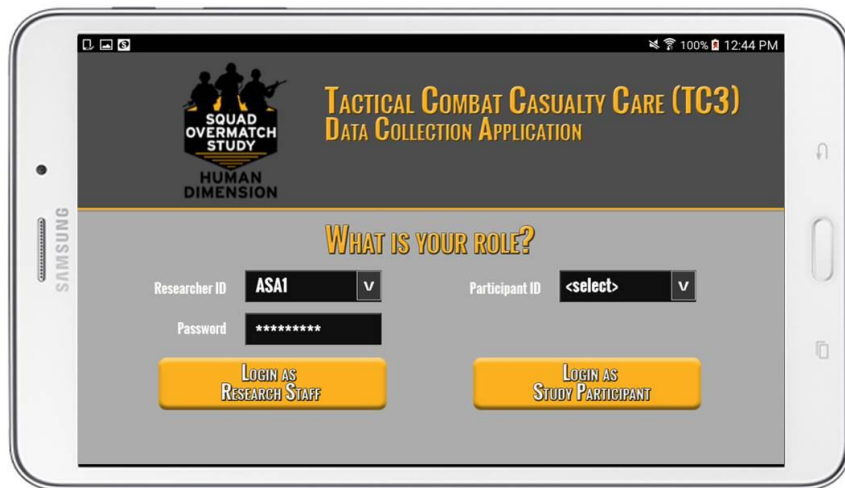 100% 12:44 PM
SQUAD
OVERMATCH
STUDY
HUMAN
DIMENSION
TACTICAL COMBAT CASUALTY CARE (TC3)
DATA COLLECTION APPLICATION
WHAT IS YOUR ROLE?
Researcher ID ASA1 V Participant ID <select> V
Password *********
LOGIN AS
RESEARCH STAFF
LOGIN AS
STUDY PARTICIPANT
SAMSUNG